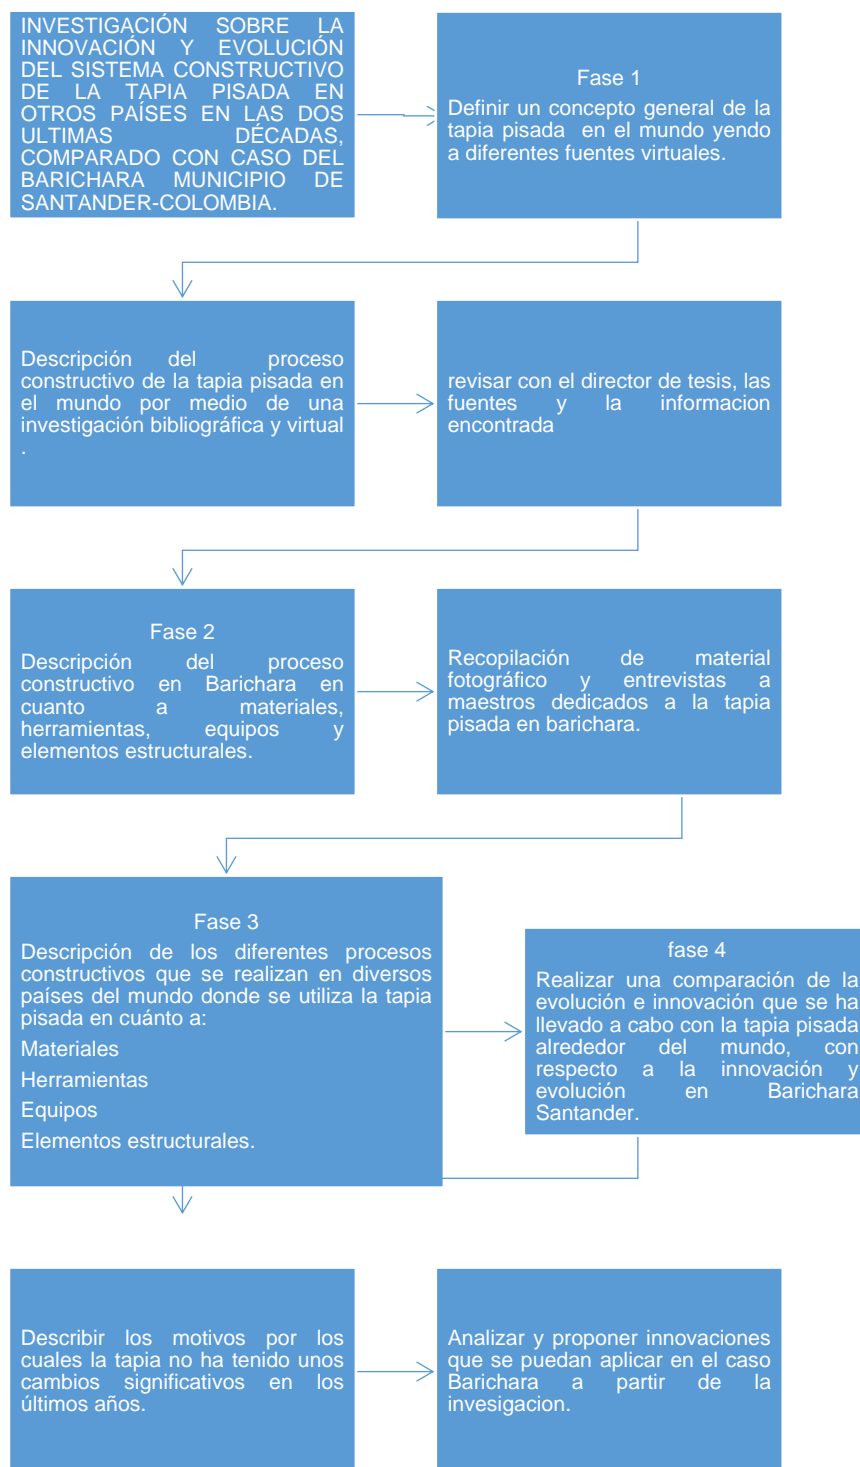 INVESTIGACIÓN SOBRE LA
INNOVACIÓN Y EVOLUCIÓN
DEL SISTEMA CONSTRUCTIVO
DE LA TAPIA PISADA EN
OTROS PAÍSES EN LAS DOS
ULTIMAS DÉCADAS,
COMPARADO CON CASO DEL
BARICHARA MUNICIPIO DE
SANTANDER-COLOMBIA.
Fase 1
Definir un concepto general de la
tapia pisada en el mundo yendo
a diferentes fuentes virtuales.
Descripción del proceso
constructivo de la tapia pisada en
el mundo por medio de una
investigación bibliográfica y virtual
.
revisar con el director de tesis, las
fuentes y la informacion
encontrada
Fase 2
Descripción del proceso
constructivo en Barichara en
cuanto a materiales,
herramientas, equipos y
elementos estructurales.
Recopilación de material
fotográfico y entrevistas a
maestros dedicados a la tapia
pisada en barichara.
Fase 3
Descripción de los diferentes procesos
constructivos que se realizan en diversos
países del mundo donde se utiliza la tapia
pisada en cuánto a:
Materiales
Herramientas
Equipos
Elementos estructurales.
fase 4
Realizar una comparación de la
evolución e innovación que se ha
llevado a cabo con la tapia pisada
alrededor del mundo, con
respecto a la innovación y
evolución en Barichara
Santander.
Describir los motivos por los
cuales la tapia no ha tenido unos
cambios significativos en los
últimos años.
Analizar y proponer innovaciones
que se puedan aplicar en el caso
Barichara a partir de la
invesigacion.